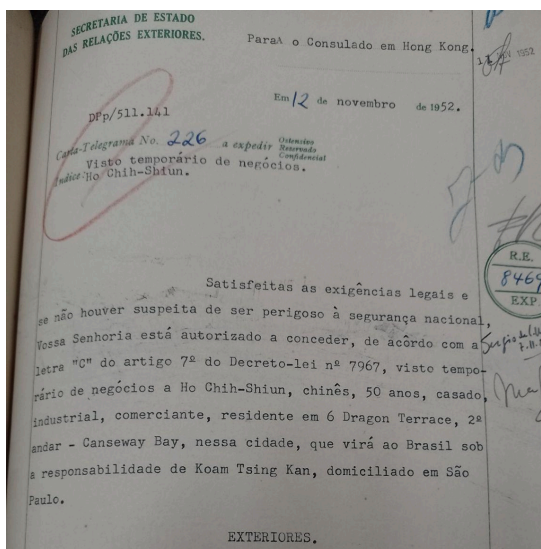 SECRETARIA DE ESTADO
DAS RELAÇÕES EXTERIORES.
Para o Consulado em Hong Kong.
NOV 1952
Em 12 de novembro de 1952.
DPp/511.141
Carta-Telegrama No. 226 a expedir Ostensivo
Reservado
Confidencial
Visto temporário de negócios.
Indice Ho Chih-Shiun.
R.E.
8469
EXP
Satisfeitas as exigências legais e
se não houver suspeita de ser perigoso à segurança nacional,
Vossa Senhoria está autorizado a conceder, de acôrdo com a
letra "C" do artigo 7º do Decreto-lei nº 7967, visto tempo-
rário de negócios a Ho Chih-Shiun, chinês, 50 anos, casado,
industrial, comerciante, residente em 6 Dragon Terrace, 2º
andar - Canseway Bay, nessa cidade, que virá ao Brasil sob
a responsabilidade de Koam Tsing Kan, domiciliado em São
Paulo.
EXTERIORES.